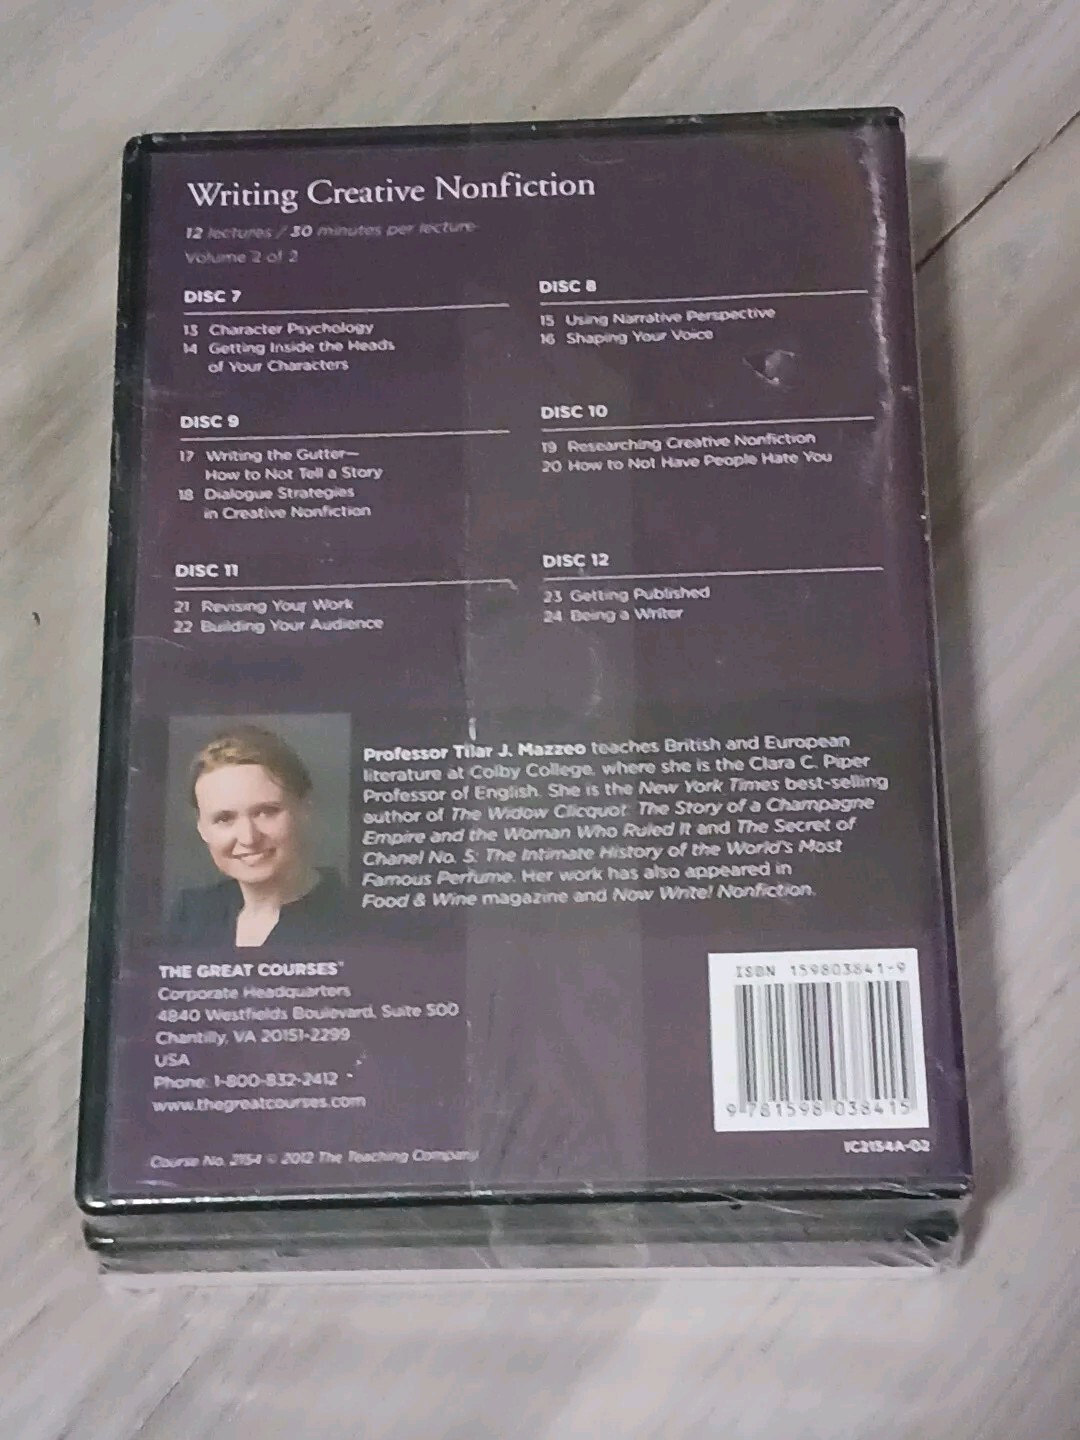 Writing Creative Nonfiction
12 lectures / 30 minutes per lecture
Volume 2 of 2
DISC 7
13 Character Psychology
14 Getting Inside the Heads
of Your Characters
DISC 8
15 Using Narrative Perspective
16 Shaping Your Voice
DISC 9
17 Writing the Gutter—
How to Not Tell a Story
18 Dialogue Strategies
in Creative Nonfiction
DISC 10
19 Researching Creative Nonfiction
20 How to Not Have People Hate You
DISC 11
21 Revising Your Work
22 Building Your Audience
DISC 12
23 Getting Published
24 Being a Writer
Professor Tilar J. Mazzeo teaches British and European
literature at Colby College, where she is the Clara C. Piper
Professor of English. She is the New York Times best-selling
author of The Widow Clicquot: The Story of a Champagne
Empire and the Woman Who Ruled It and The Secret of
Chanel No. 5: The Intimate History of the World's Most
Famous Perfume. Her work has also appeared in
Food & Wine magazine and Now Write! Nonfiction.
THE GREAT COURSES®
Corporate Headquarters
4840 Westfields Boulevard, Suite 500
Chantilly, VA 20151-2299
USA
Phone: 1-800-832-2412
www.thegreatcourses.com
Course No. 2154 © 2012 The Teaching Company
ISBN 159803841-9
9 781598 038415
IC2154A-02